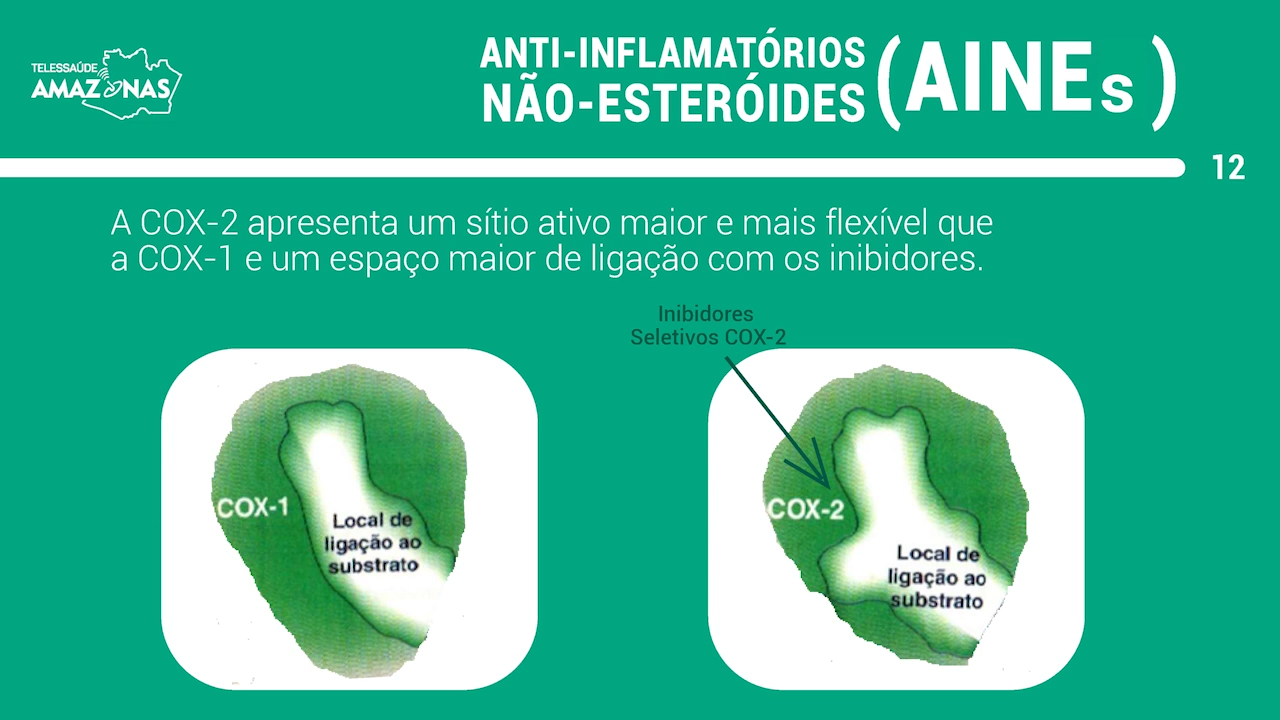 TELESSAÚDE
AMAZONAS
ANTI-INFLAMATÓRIOS
NÃO-ESTERÓIDES
(AINEs)
12
A COX-2 apresenta um sítio ativo maior e mais flexível que
a COX-1 e um espaço maior de ligação com os inibidores.
Inibidores
Seletivos COX-2
COX-1
Local de
ligação ao
substrato
COX-2
Local de
ligação ao
substrato